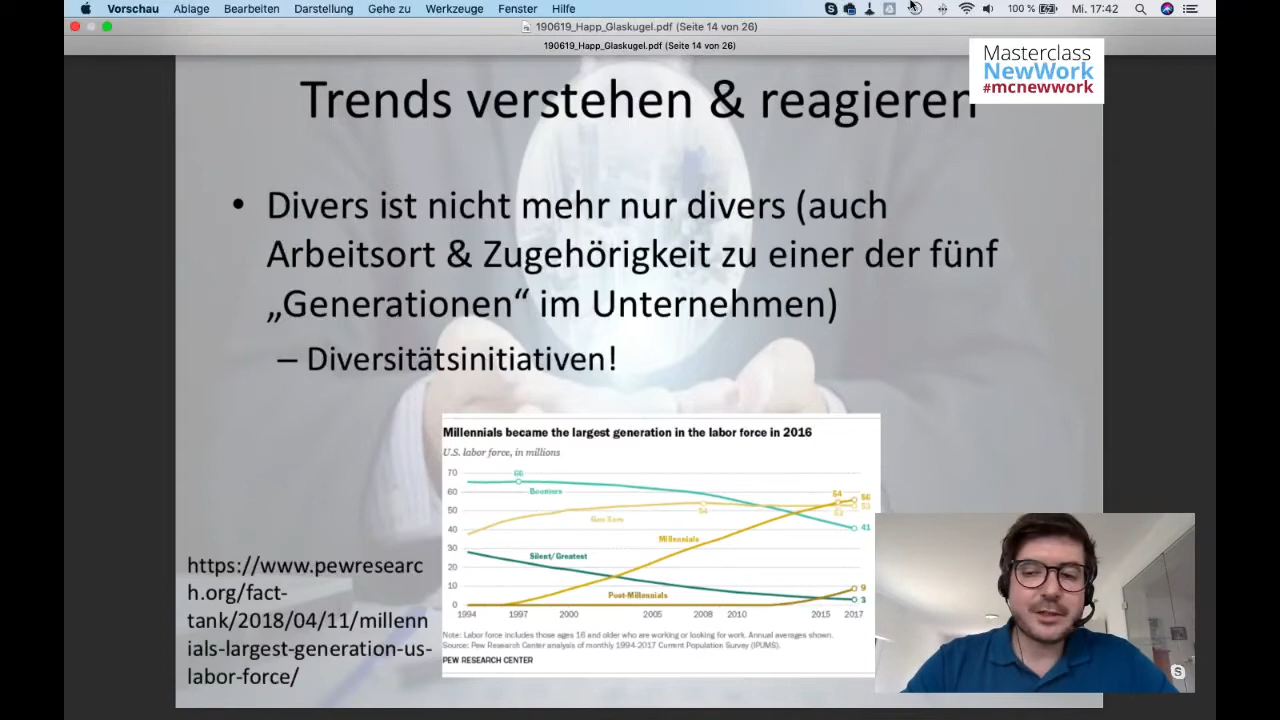 Vorschau Ablage Bearbeiten Darstellung Gehe zu Werkzeuge Fenster Hilfe 100 % Mi. 17:42
190619_Happ_Glaskugel.pdf (Seite 14 von 26)
190619_Happ_Glaskugel.pdf (Seite 14 von 26)
Masterclass
NewWork
#mcnewwork
Trends verstehen & reagieren
• Divers ist nicht mehr nur divers (auch
Arbeitsort & Zugehörigkeit zu einer der fünf
„Generationen“ im Unternehmen)
– Diversitätsinitiativen!
https://www.pewresearc
h.org/fact-
tank/2018/04/11/millenn
ials-largest-generation-us-
labor-force/
Millennials became the largest generation in the labor force in 2016
U.S. labor force, in millions
70
60
50
40
30
20
10
0
66
Boomers
54
Millennials
Silent/Greatest
Post-Millennials
54
53
56
53
41
9
3
1994 1997 2000 2005 2008 2010 2015 2017
Note: Labor force includes those ages 16 and older who are working or looking for work. Annual averages shown.
Source: Pew Research Center analysis of monthly 1994-2017 Current Population Survey (IPUMS).
PEW RESEARCH CENTER